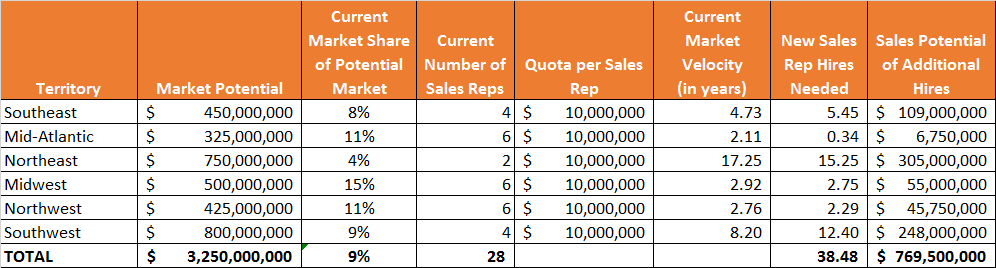 Territory Market Potential Current Market Share of Potential Market Current Number of Sales Reps Quota per Sales Rep Current Market Velocity (in years) New Sales Rep Hires Needed Sales Potential of Additional Hires
Southeast $ 450,000,000 8% 4 $ 10,000,000 4.73 5.45 $ 109,000,000
Mid-Atlantic $ 325,000,000 11% 6 $ 10,000,000 2.11 0.34 $ 6,750,000
Northeast $ 750,000,000 4% 2 $ 10,000,000 17.25 15.25 $ 305,000,000
Midwest $ 500,000,000 15% 6 $ 10,000,000 2.92 2.75 $ 55,000,000
Northwest $ 425,000,000 11% 6 $ 10,000,000 2.76 2.29 $ 45,750,000
Southwest $ 800,000,000 9% 4 $ 10,000,000 8.20 12.40 $ 248,000,000
TOTAL $ 3,250,000,000 9% 28 38.48 $ 769,500,000